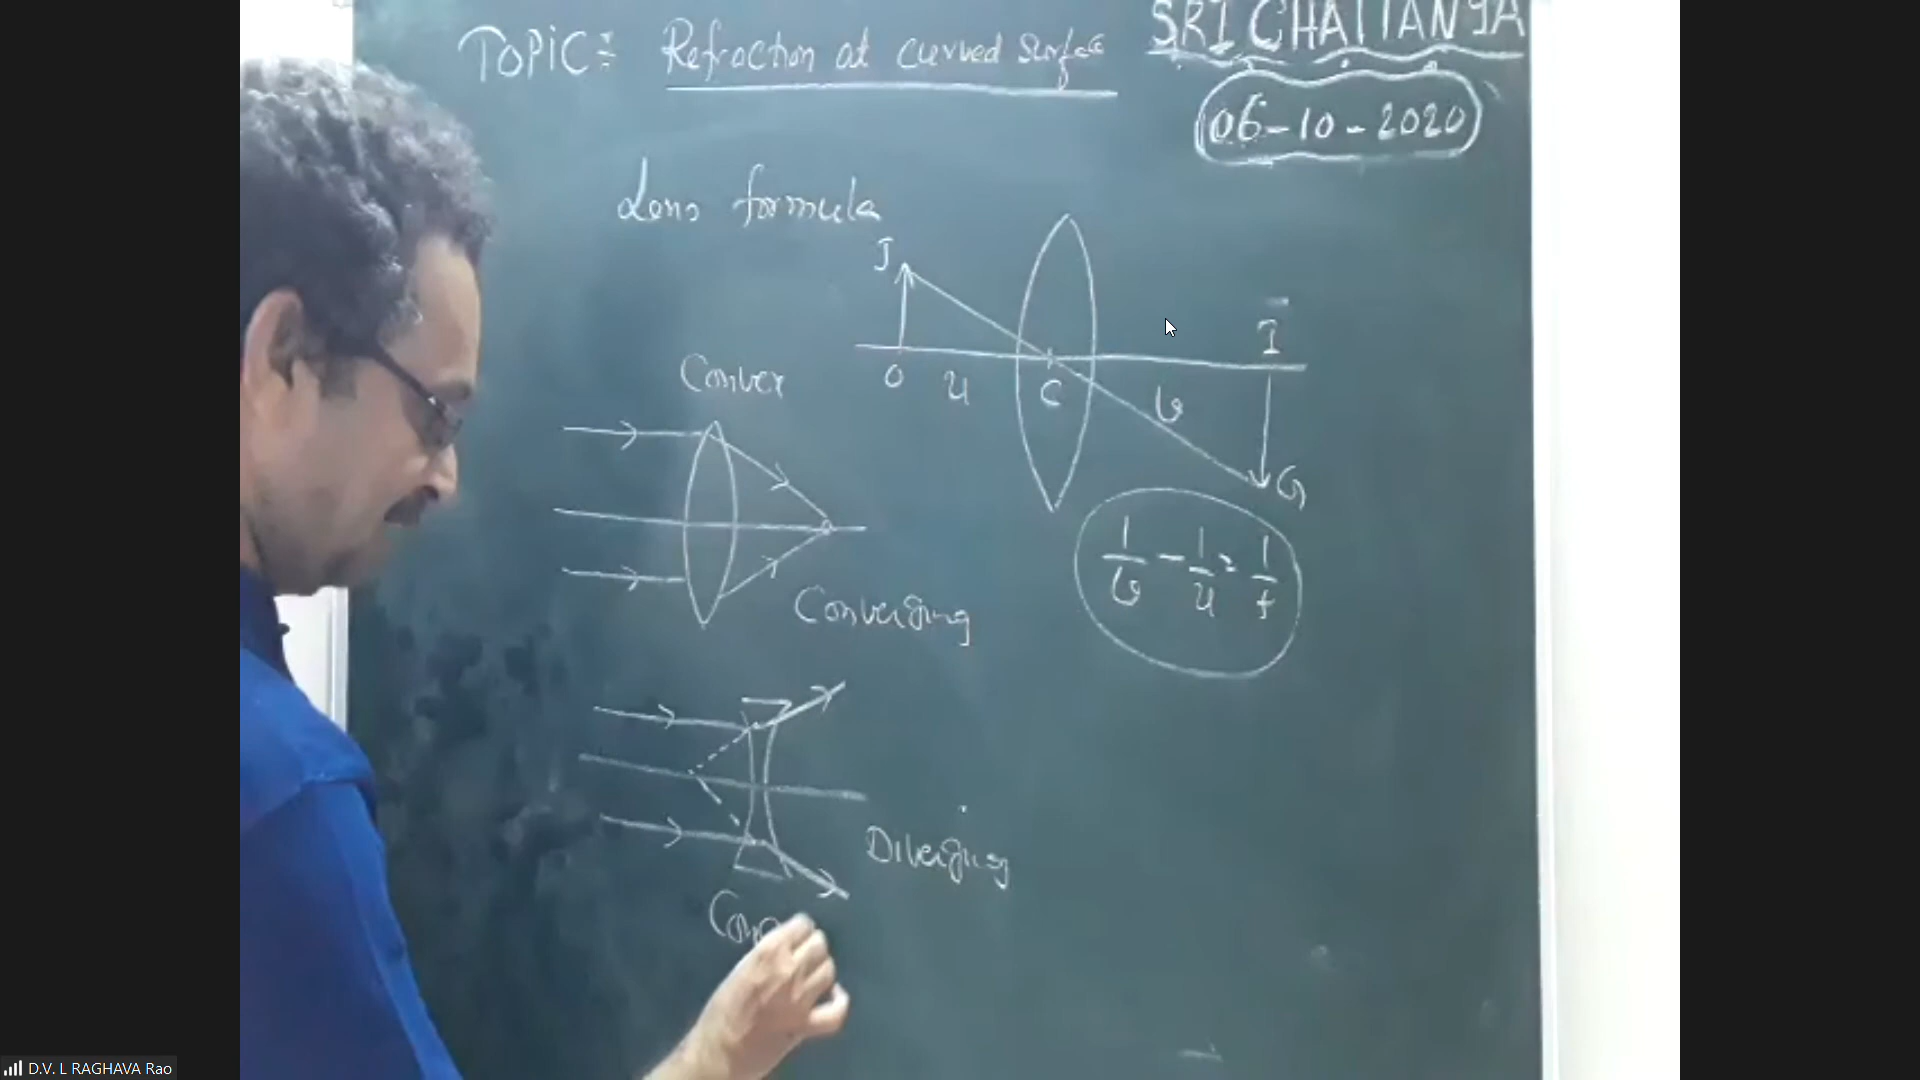 TOPIC: Refraction at curved surface
SRI CHAITANYA
06-10-2020
Lens formula
J
I
O
u
C
v
G
Convex
1/v - 1/u = 1/f
Converging
Diverging
Con
D.V. L RAGHAVA Rao